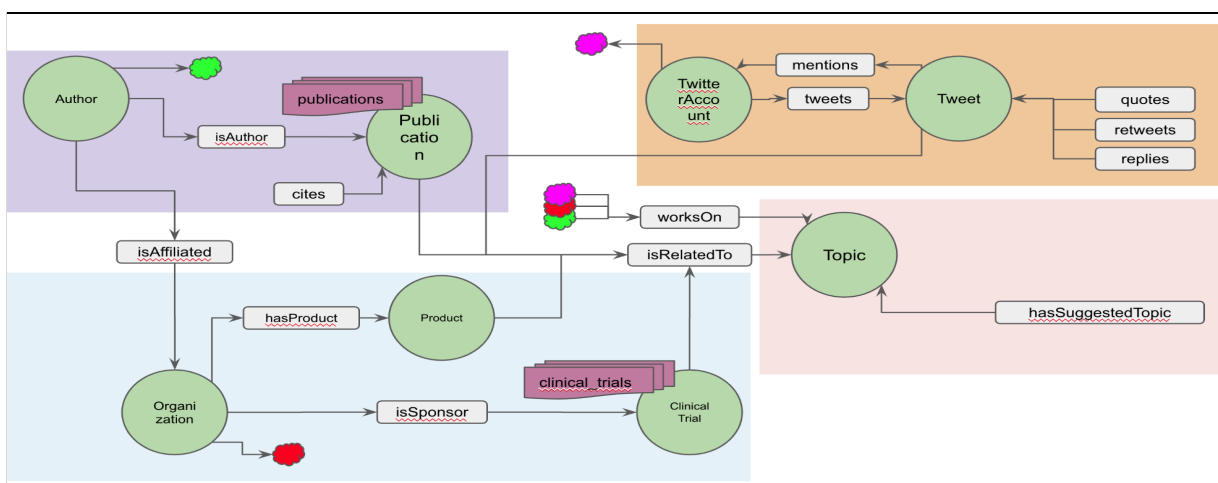 Author
publications
Publi
catio
n
isAuthor
cites
isAffiliated
Twitte
rAcco
unt
mentions
tweets
Tweet
quotes
retweets
replies
worksOn
isRelatedTo
Topic
hasSuggestedTopic
hasProduct
Product
clinical_trials
Organi
zation
isSponsor
Clinical
Trial